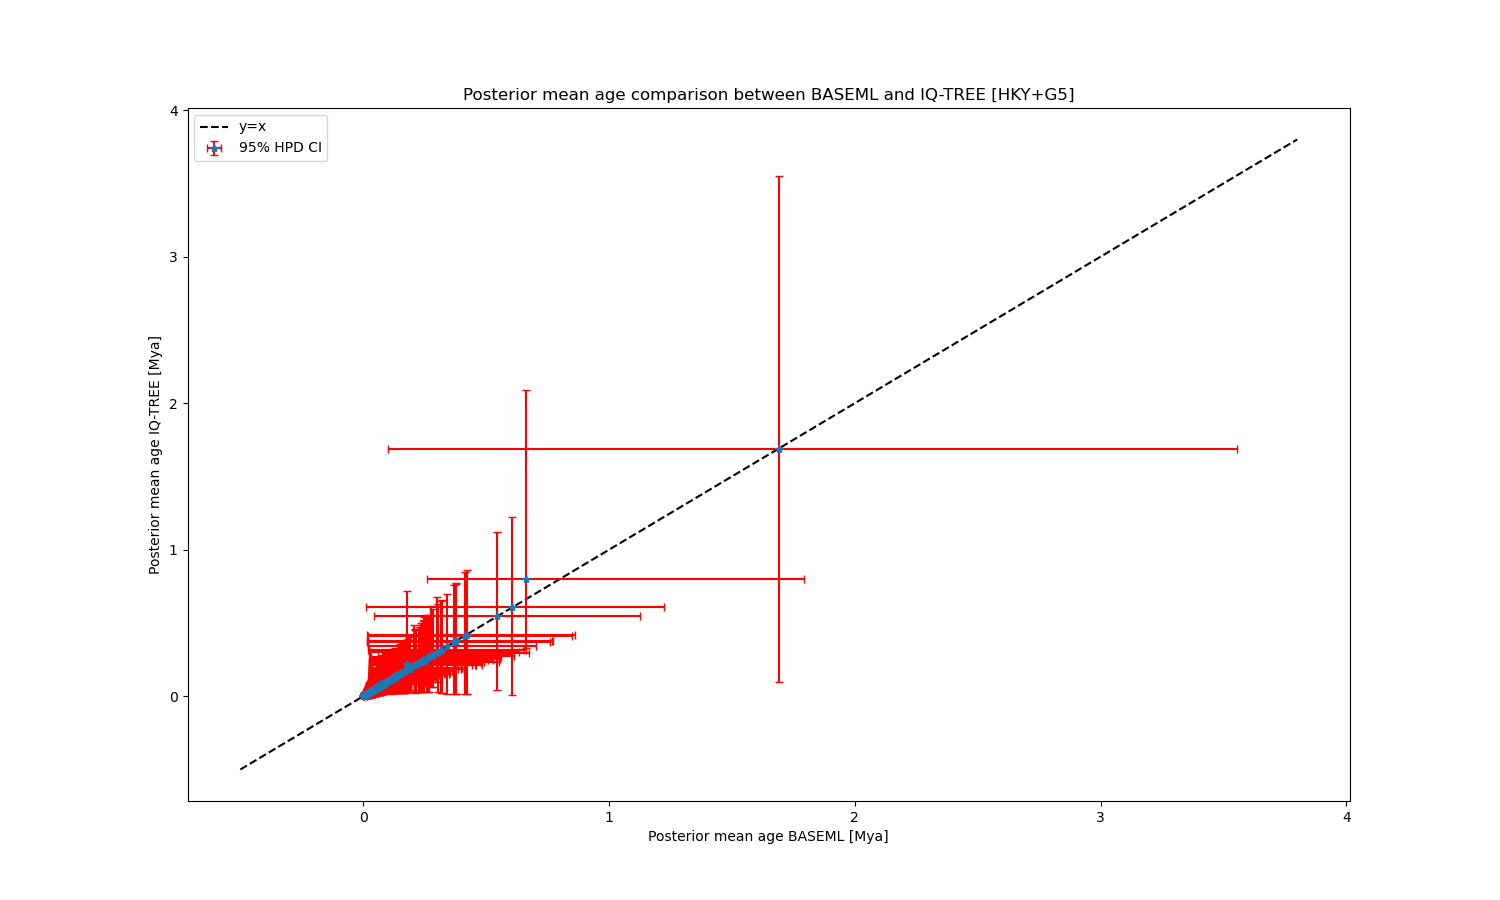 Posterior mean age comparison between BASEML and IQ-TREE [HKY+G5]
y=x
95% HPD CI
Posterior mean age IQ-TREE [Mya]
4
3
2
1
0
0 1 2 3 4
Posterior mean age BASEML [Mya]